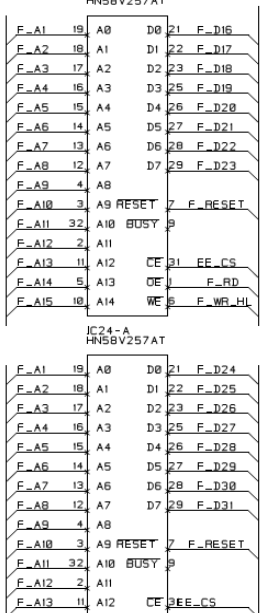 HN58V257AT
F_A1 19 A0 D0 21 F_D16
F_A2 18 A1 D1 22 F_D17
F_A3 17 A2 D2 23 F_D18
F_A4 16 A3 D3 25 F_D19
F_A5 15 A4 D4 26 F_D20
F_A6 14 A5 D5 27 F_D21
F_A7 13 A6 D6 28 F_D22
F_A8 12 A7 D7 29 F_D23
F_A9 4 A8
F_A10 3 A9 RESET 7 F_RESET
F_A11 32 A10 BUSY 9
F_A12 2 A11
F_A13 11 A12 CE 31 EE_CS
F_A14 5 A13 OE 1 F_RD
F_A15 10 A14 WE 6 F_WR_HL
IC24-A
HN58V257AT
F_A1 19 A0 D0 21 F_D24
F_A2 18 A1 D1 22 F_D25
F_A3 17 A2 D2 23 F_D26
F_A4 16 A3 D3 25 F_D27
F_A5 15 A4 D4 26 F_D28
F_A6 14 A5 D5 27 F_D29
F_A7 13 A6 D6 28 F_D30
F_A8 12 A7 D7 29 F_D31
F_A9 4 A8
F_A10 3 A9 RESET 7 F_RESET
F_A11 32 A10 BUSY 9
F_A12 2 A11
F_A13 11 A12 CE 3EE_CS